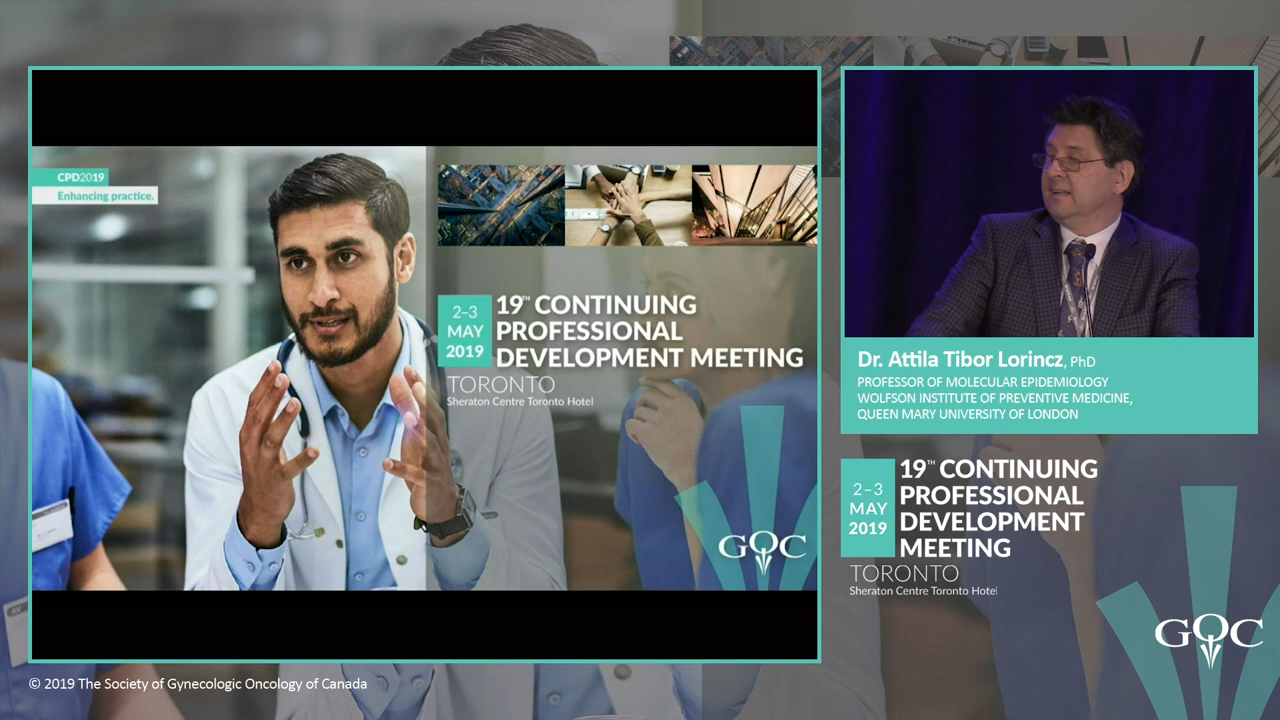 CPD2019
Enhancing practice.
2–3
MAY
2019
19TH CONTINUING
PROFESSIONAL
DEVELOPMENT MEETING
TORONTO
Sheraton Centre Toronto Hotel
GOC
Dr. Attila Tibor Lorincz, PhD
PROFESSOR OF MOLECULAR EPIDEMIOLOGY
WOLFSON INSTITUTE OF PREVENTIVE MEDICINE,
QUEEN MARY UNIVERSITY OF LONDON
2–3
MAY
2019
19TH CONTINUING
PROFESSIONAL
DEVELOPMENT
MEETING
TORONTO
Sheraton Centre Toronto Hotel
GOC
© 2019 The Society of Gynecologic Oncology of Canada